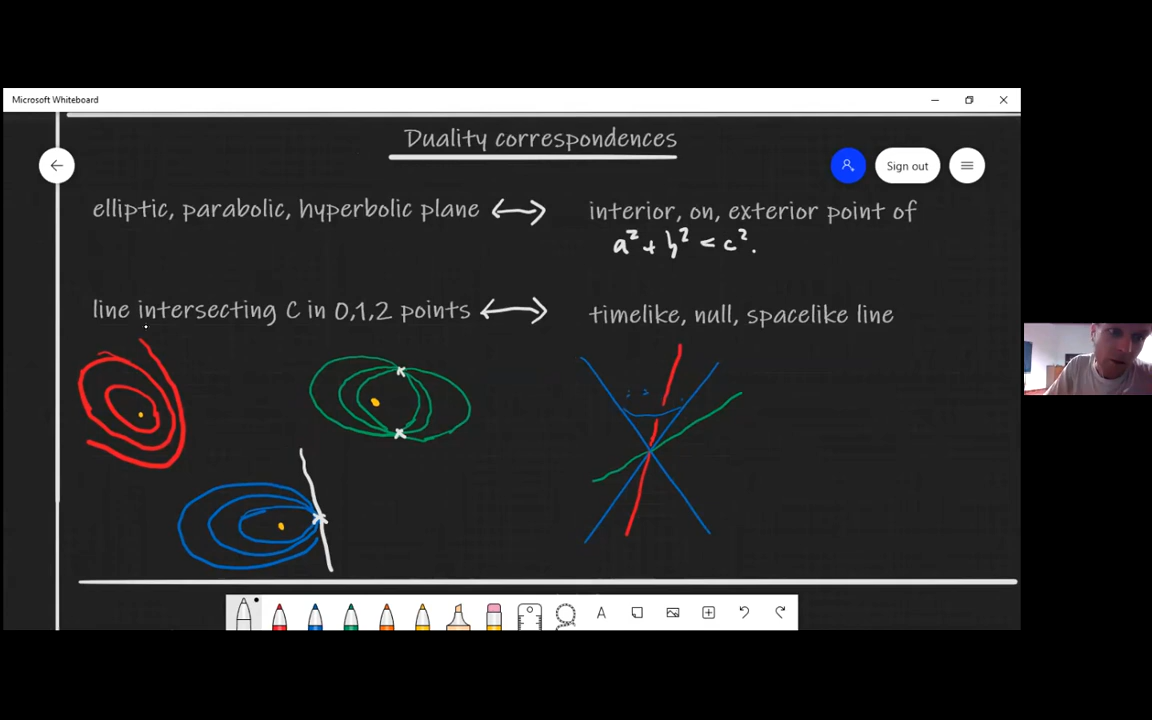 Microsoft Whiteboard
Duality correspondences
Sign out
elliptic, parabolic, hyperbolic plane ⟷ interior, on, exterior point of
a² + b² < c².
line intersecting C in 0,1,2 points ⟷ timelike, null, spacelike line
A